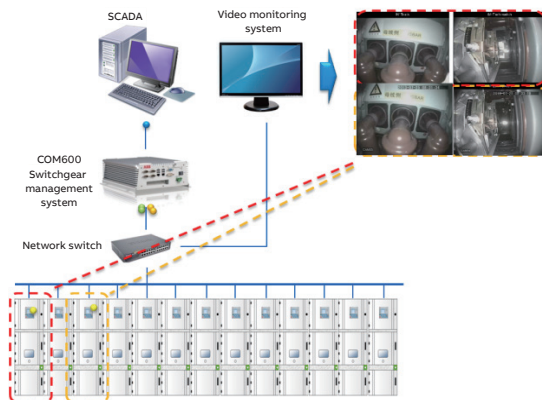 SCADA
Video monitoring
system
COM600
Switchgear
management
system
Network switch